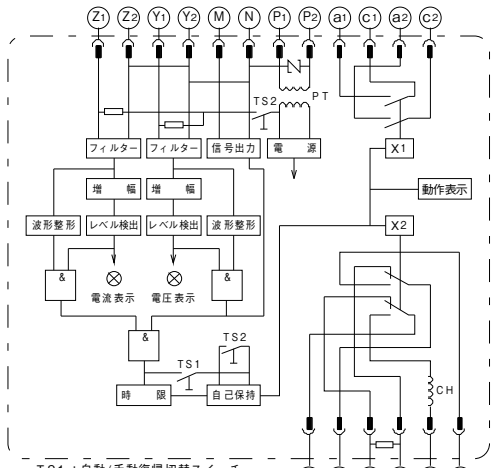 Z1 Z2 Y1 Y2 M N P1 P2 a1 c1 a2 c2
PT
TS2
フィルター フィルター 信号出力 電源 X1
増幅 増幅 動作表示
波形整形 レベル検出 レベル検出 波形整形 X2
& &
電流表示 電圧表示
&
TS2
TS1
CH
時限 自己保持